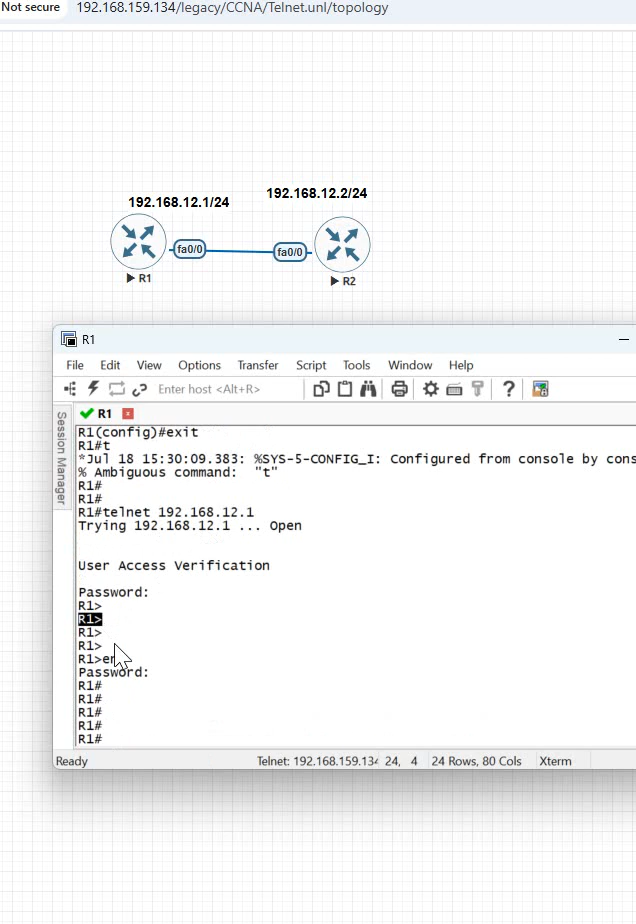 Not secure 192.168.159.134/legacy/CCNA/Telnet.unl/topology
192.168.12.1/24 192.168.12.2/24
fa0/0 fa0/0
R1 R2
R1
File Edit View Options Transfer Script Tools Window Help
Enter host <Alt+R>
R1
Session Manager
R1(config)#exit
R1#t
*Jul 18 15:30:09.383: %SYS-5-CONFIG_I: Configured from console by cons
% Ambiguous command: "t"
R1#
R1#
R1#telnet 192.168.12.1
Trying 192.168.12.1 ... Open
User Access Verification
Password:
R1>
R1>
R1>
R1>
R1>en
Password:
R1#
R1#
R1#
R1#
R1#
Ready Telnet: 192.168.159.134 24, 4 24 Rows, 80 Cols Xterm